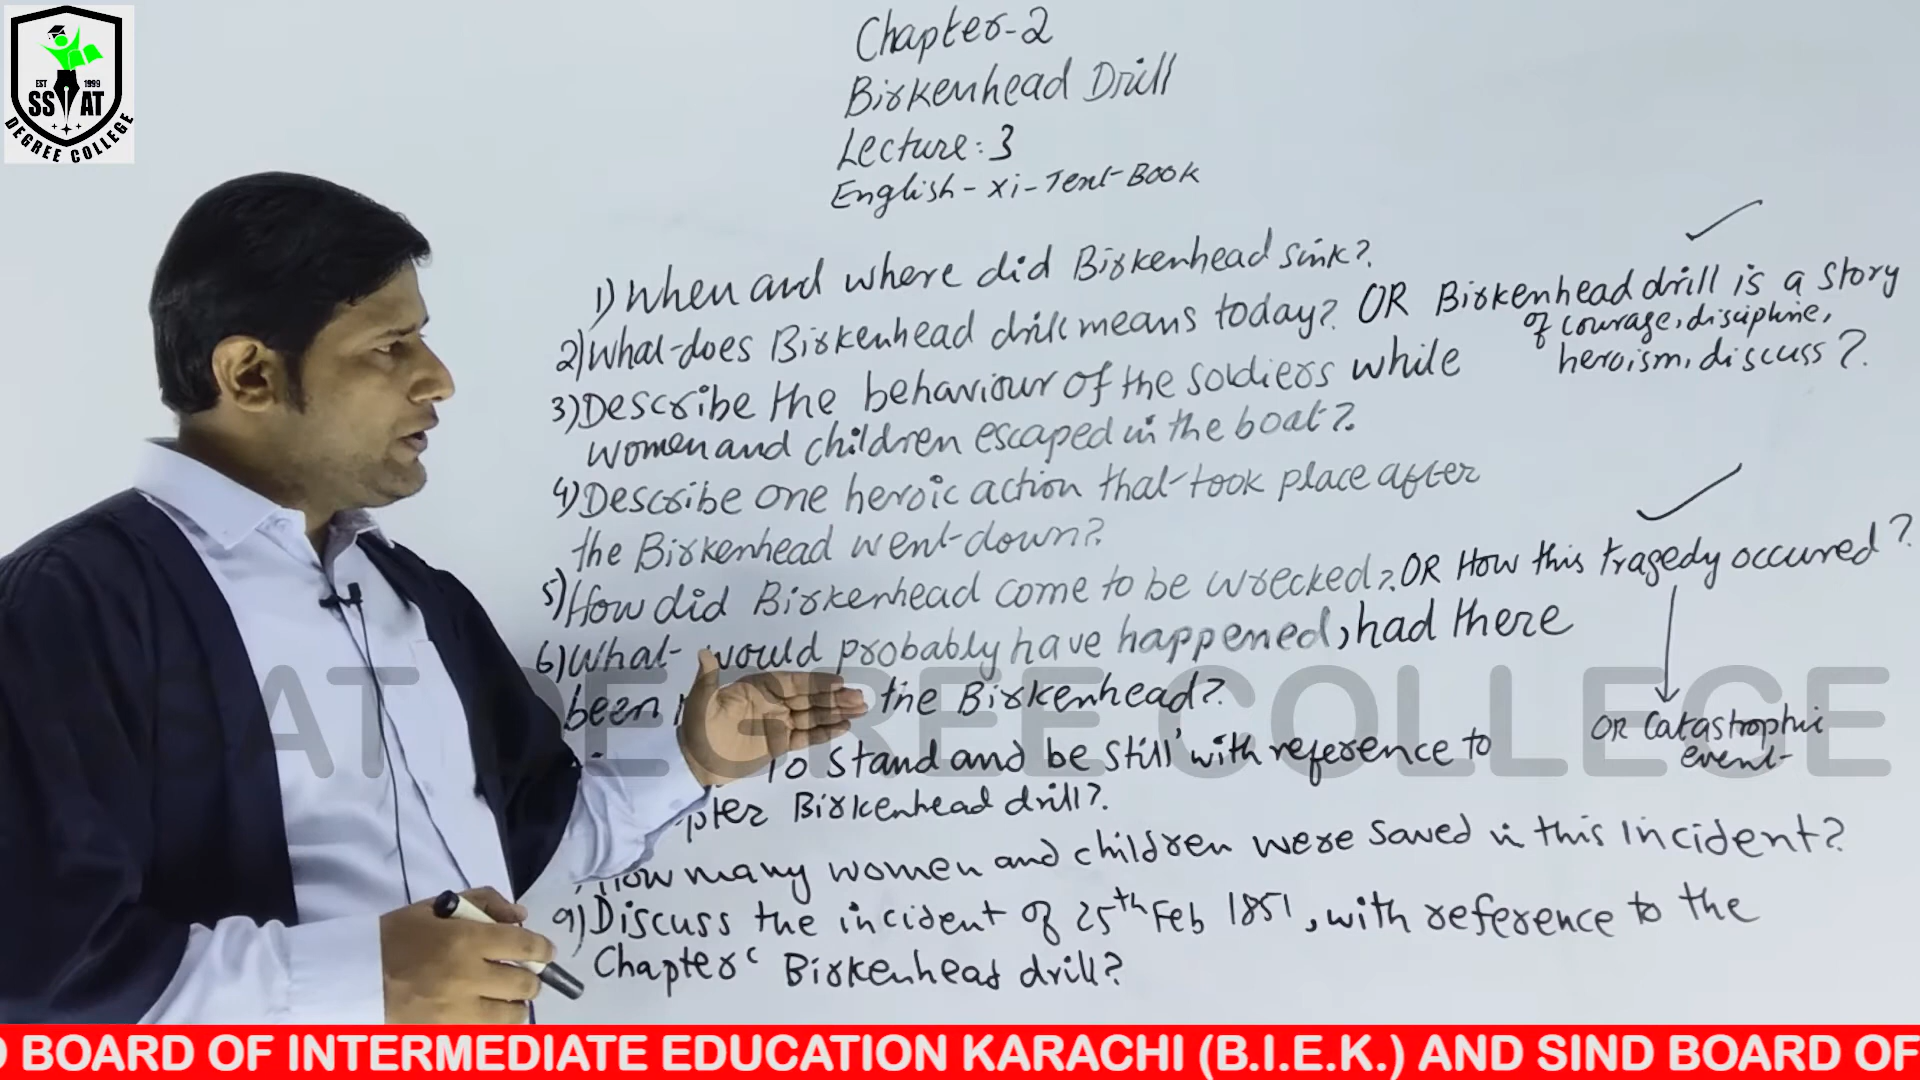 EST 1999
SS AT
DEGREE COLLEGE
Chapter-2
Birkenhead Drill
Lecture: 3
English - xi - Text-Book
1) When and where did Birkenhead sink?
2) What does Birkenhead drill means today? OR Birkenhead drill is a story
of courage, discipline,
heroism, discuss?
3) Describe the behaviour of the soldiers while
women and children escaped in the boat?
4) Describe one heroic action that took place after
the Birkenhead went down?
5) How did Birkenhead come to be wrecked? OR How this tragedy occured?
6) What would probably have happened, had there
been the Birkenhead?
OR Catastrophic
event
To stand and be still' with reference to
pter Birkenhead drill?
How many women and children were saved in this incident?
9) Discuss the incident of 25th Feb 1851, with reference to the
Chapter ' Birkenhead drill?
AT DEGREE COLLEGE
D BOARD OF INTERMEDIATE EDUCATION KARACHI (B.I.E.K.) AND SIND BOARD OF